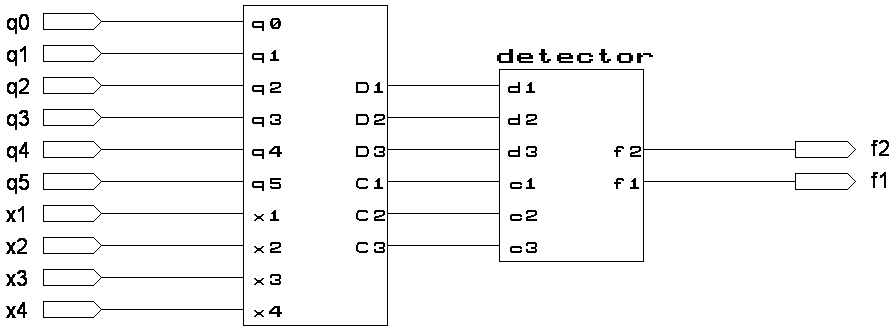 q0 q0
q1 q1 detector
q2 q2 D1 d1
q3 q3 D2 d2
q4 q4 D3 d3 f2 f2
q5 q5 C1 c1 f1 f1
x1 x1 C2 c2
x2 x2 C3 c3
x3 x3
x4 x4